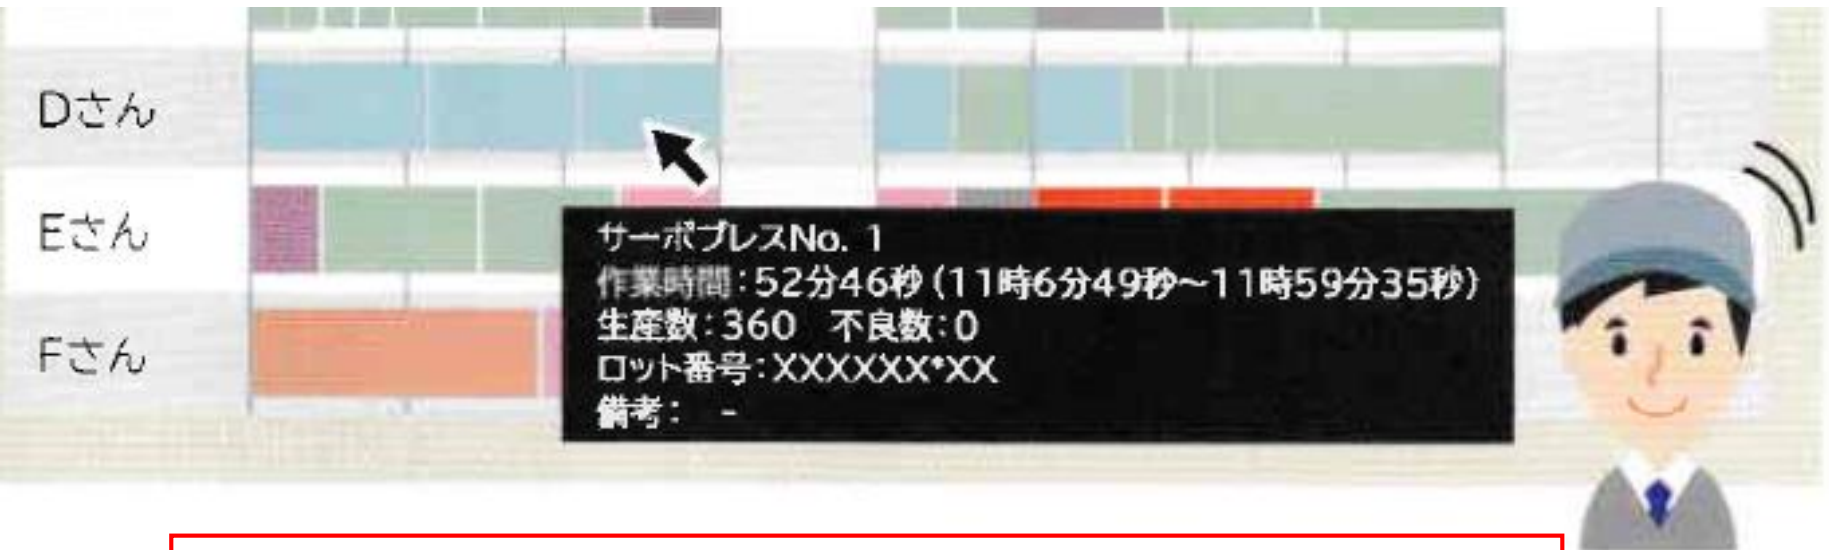 Dさん
Eさん
サーボプレスNo. 1
作業時間：52分46秒（11時6分49秒～11時59分35秒）
生産数：360　不良数：0
Fさん
ロット番号：XXXXXX*XX
備考：　-